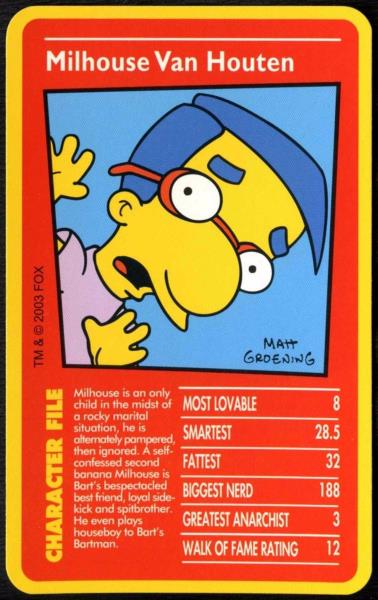 Milhouse Van Houten
TM & © 2003 FOX
MATT
GROENING
CHARACTER FILE
Milhouse is an only
child in the midst of
a rocky marital
situation, he is
alternately pampered,
then ignored. A self-
confessed second
banana Milhouse is
Bart's bespectacled
best friend, loyal side-
kick and spitbrother.
He even plays
houseboy to Bart's
Bartman.
MOST LOVABLE 8
SMARTEST 28.5
FATTEST 32
BIGGEST NERD 188
GREATEST ANARCHIST 3
WALK OF FAME RATING 12